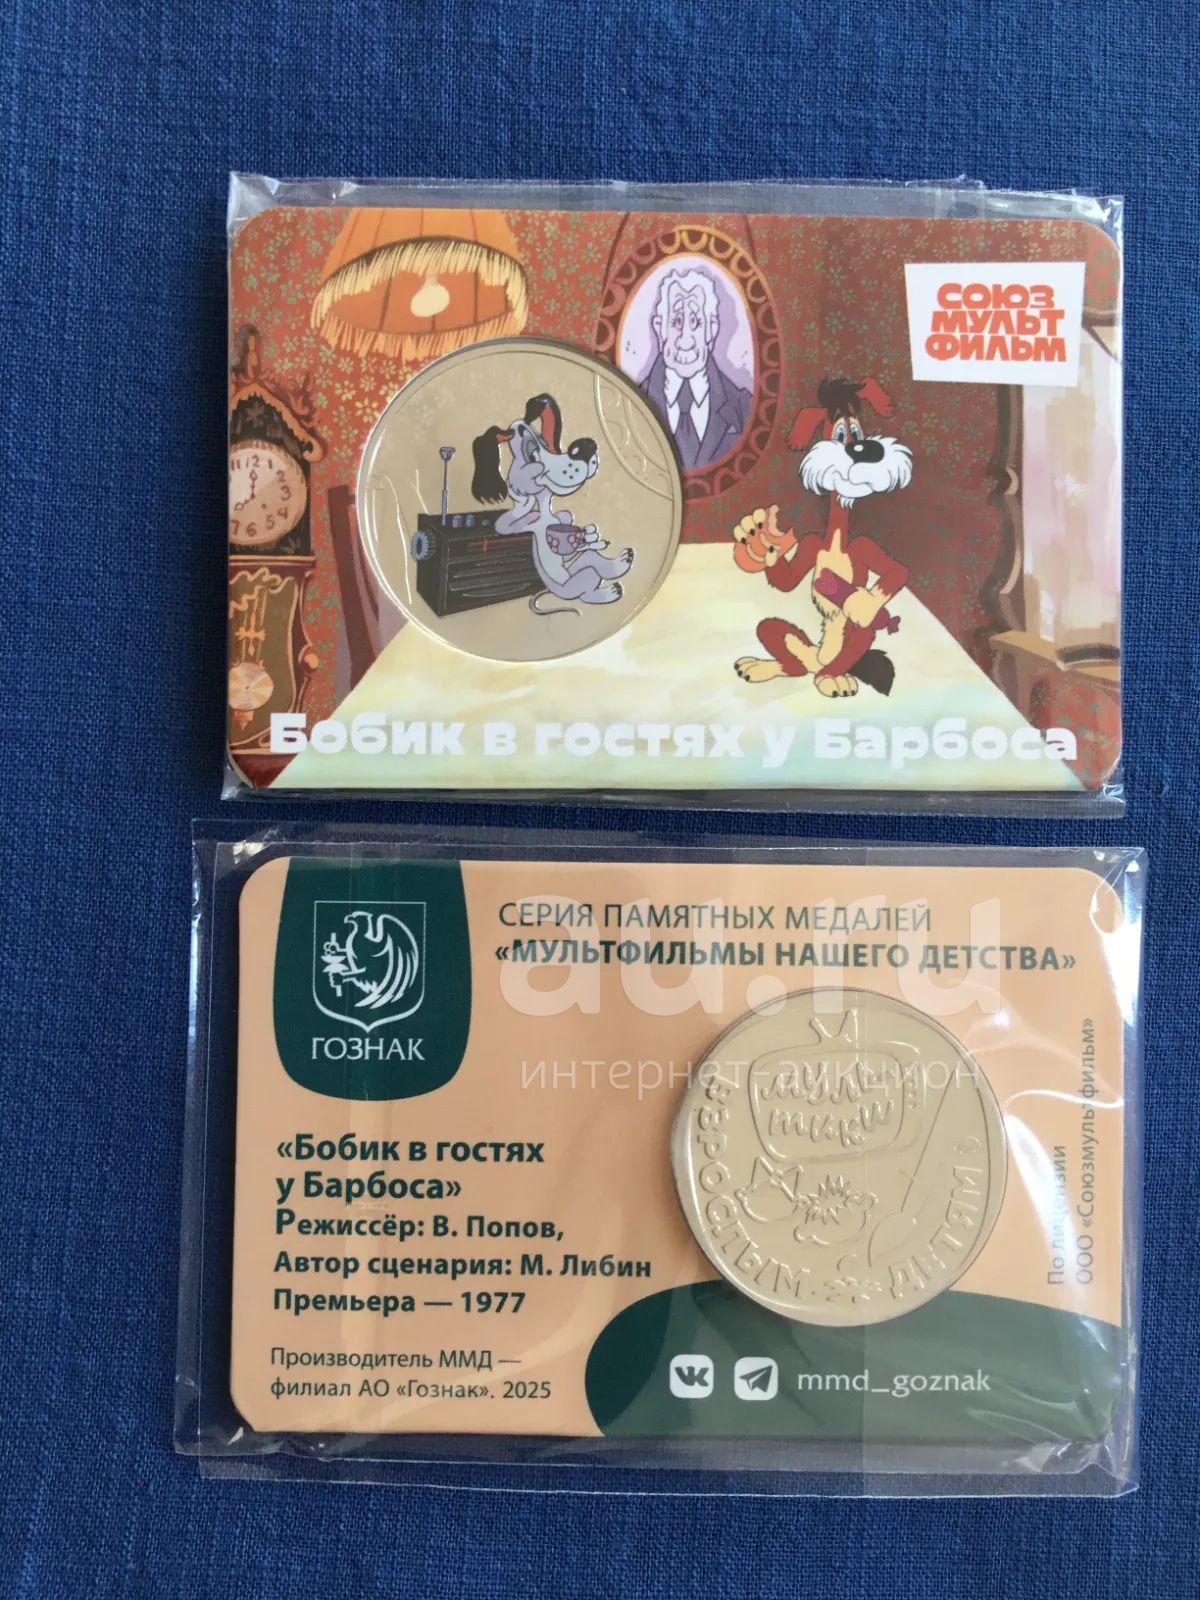 СОЮЗ
МУЛЬТ
ФИЛЬМ
Бобик в гостях у Барбоса
СЕРИЯ ПАМЯТНЫХ МЕДАЛЕЙ
«МУЛЬТФИЛЬМЫ НАШЕГО ДЕТСТВА»
ГОЗНАК
au.ru
интернет-аукцион
МУЛЬ
ТИКИ
ВЗРОСЛЫМ • И • ДЕТЯМ
«Бобик в гостях
у Барбоса»
Режиссёр: В. Попов,
Автор сценария: М. Либин
Премьера — 1977
Производитель ММД —
филиал АО «Гознак». 2025
mmd_goznak
По лицензии
ООО «Союзмультфильм»